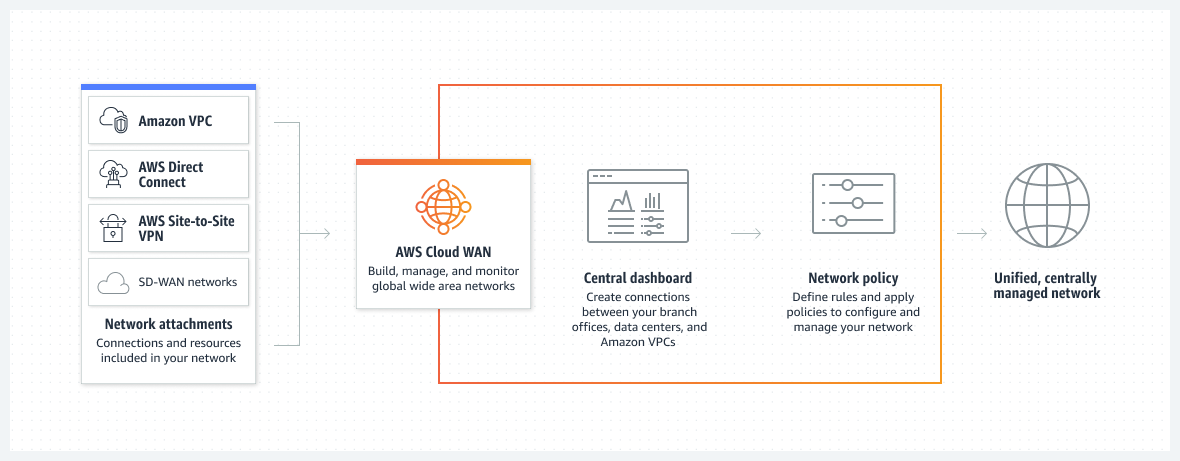 Amazon VPC
AWS Direct
Connect
AWS Site-to-Site
VPN
SD-WAN networks
Network attachments
Connections and resources
included in your network
AWS Cloud WAN
Build, manage, and monitor
global wide area networks
Central dashboard
Create connections
between your branch
offices, data centers, and
Amazon VPCs
Network policy
Define rules and apply
policies to configure and
manage your network
Unified, centrally
managed network